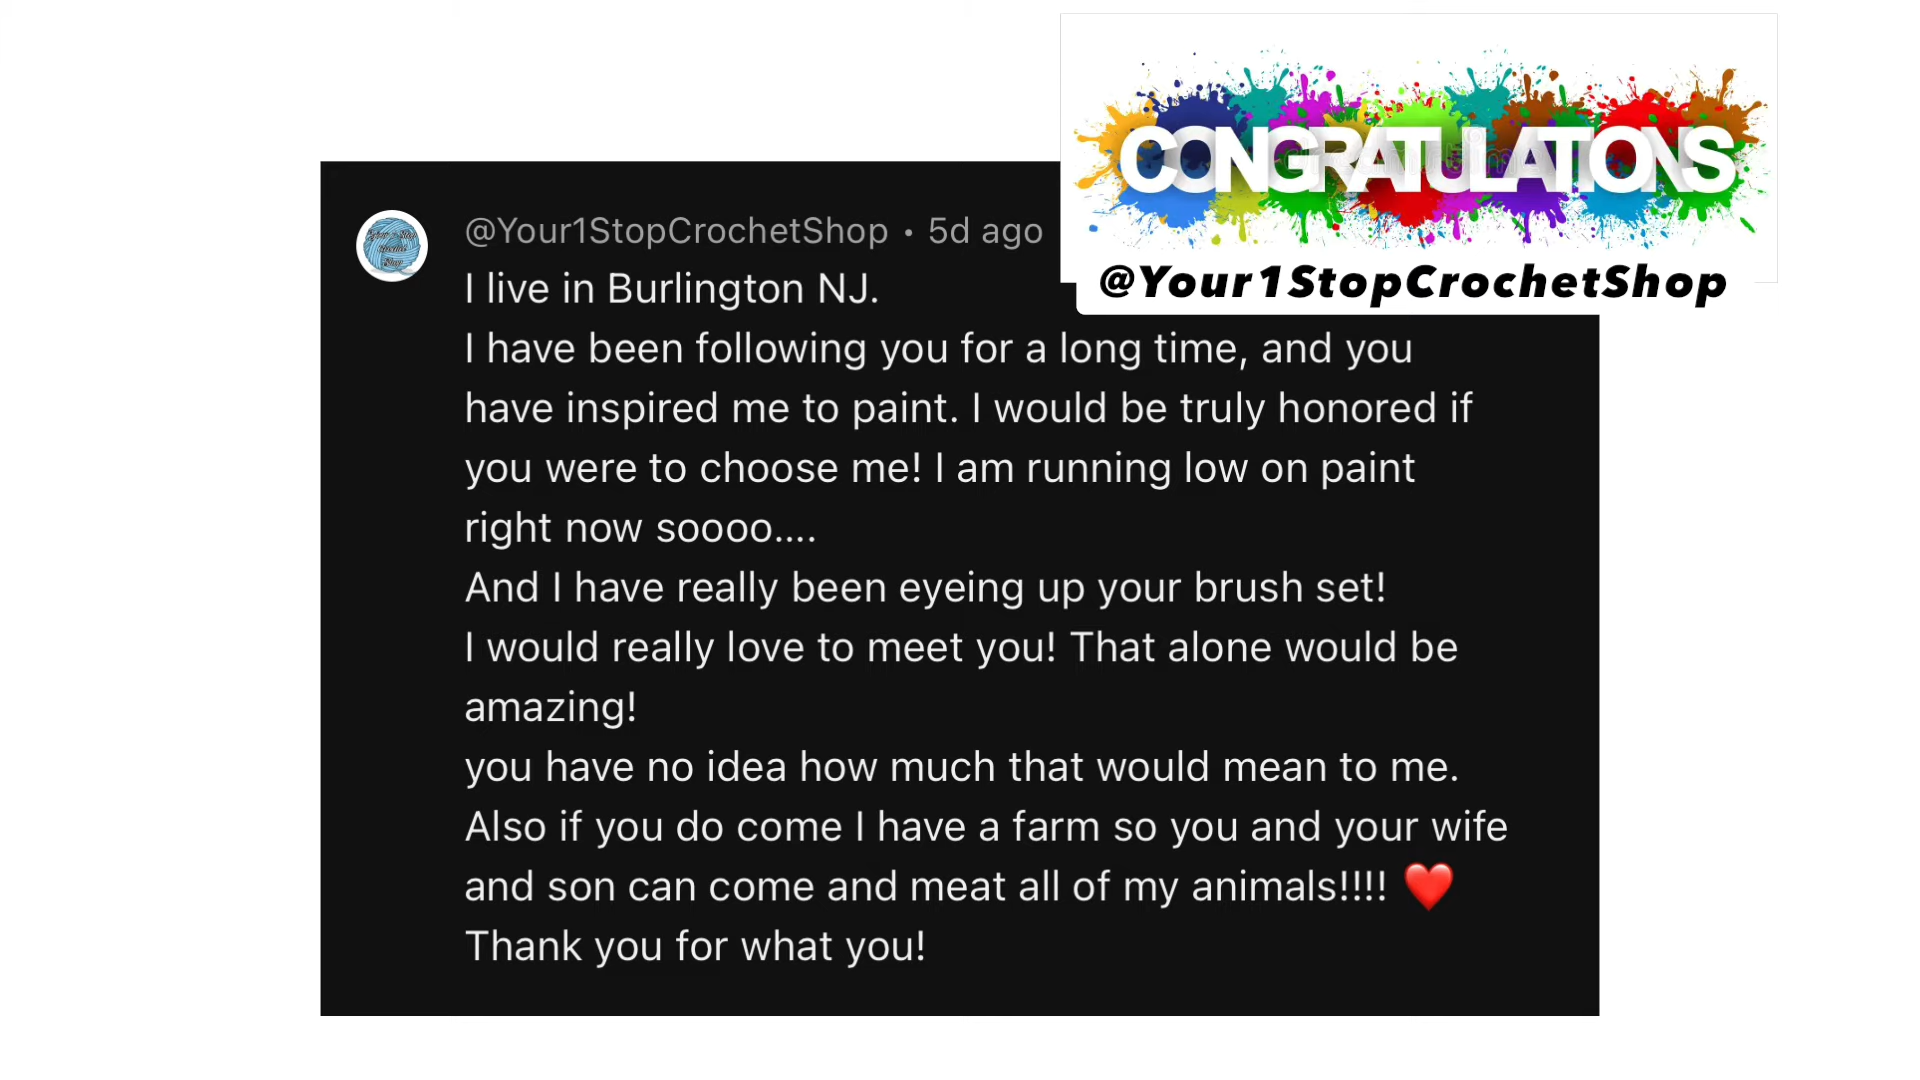 CONGRATULATIONS
@Your1StopCrochetShop
@Your1StopCrochetShop • 5d ago
I live in Burlington NJ.
I have been following you for a long time, and you
have inspired me to paint. I would be truly honored if
you were to choose me! I am running low on paint
right now soooo....
And I have really been eyeing up your brush set!
I would really love to meet you! That alone would be
amazing!
you have no idea how much that would mean to me.
Also if you do come I have a farm so you and your wife
and son can come and meat all of my animals!!!! ❤️
Thank you for what you!